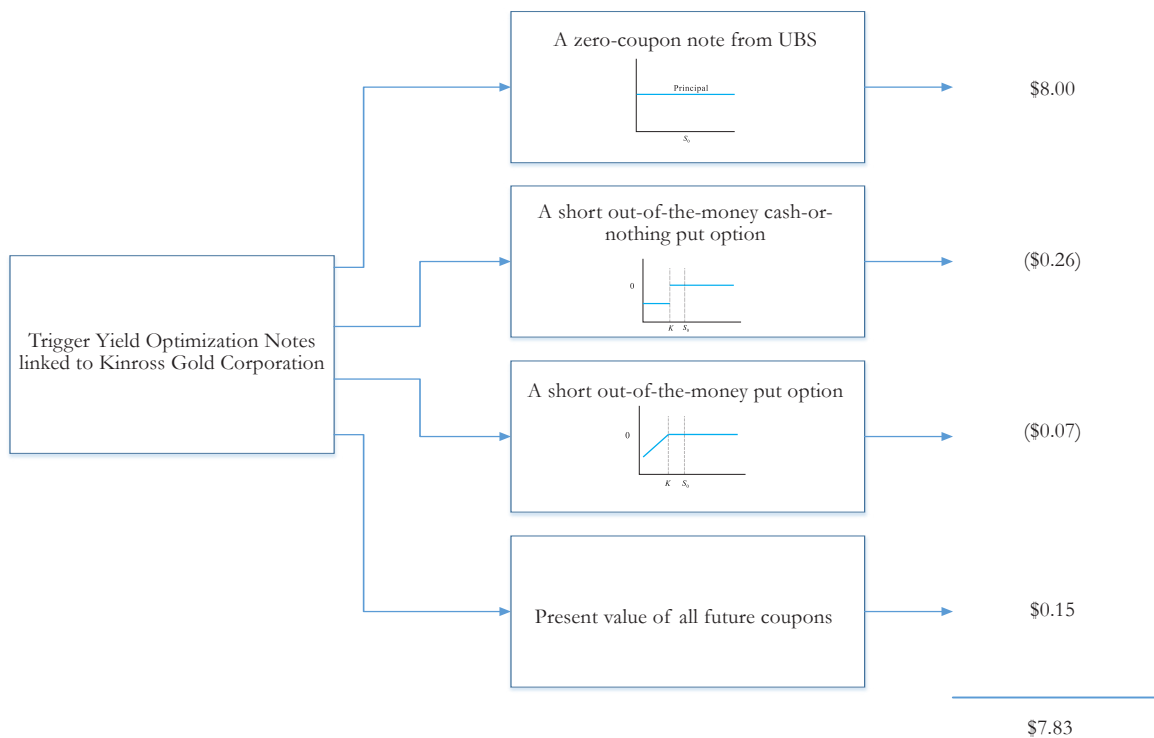 A zero-coupon note from UBS
Principal
S0
$8.00
A short out-of-the-money cash-or-
nothing put option
0
K S0
($0.26)
Trigger Yield Optimization Notes
linked to Kinross Gold Corporation
A short out-of-the-money put option
0
K S0
($0.07)
Present value of all future coupons
$0.15
$7.83